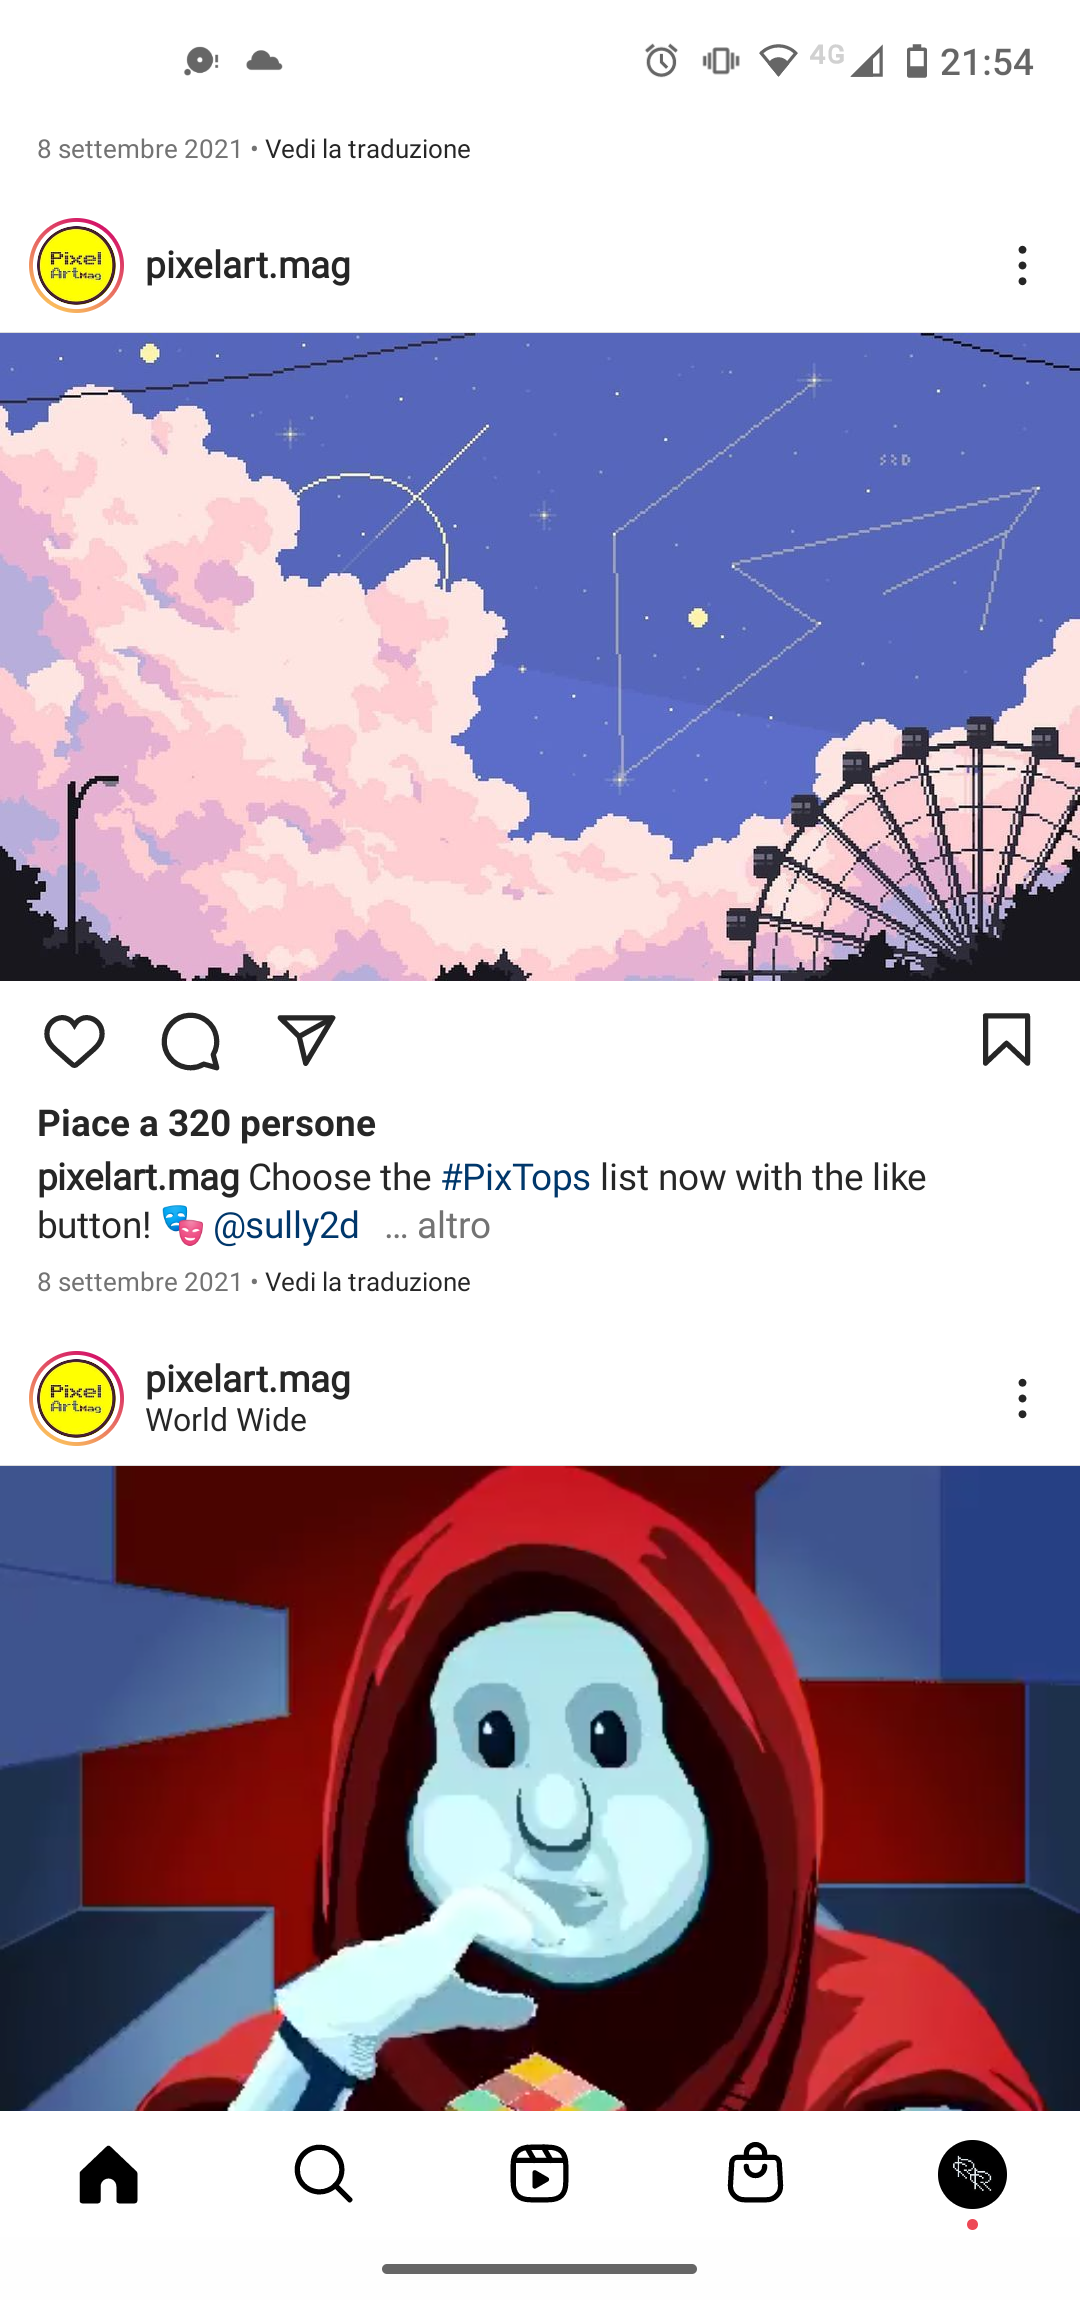 4G 21:54
8 settembre 2021 • Vedi la traduzione
Pixel
ArtMag
pixelart.mag
Piace a 320 persone
pixelart.mag Choose the #PixTops list now with the like
button! 🎭 @sully2d ... altro
8 settembre 2021 • Vedi la traduzione
Pixel
ArtMag
pixelart.mag
World Wide